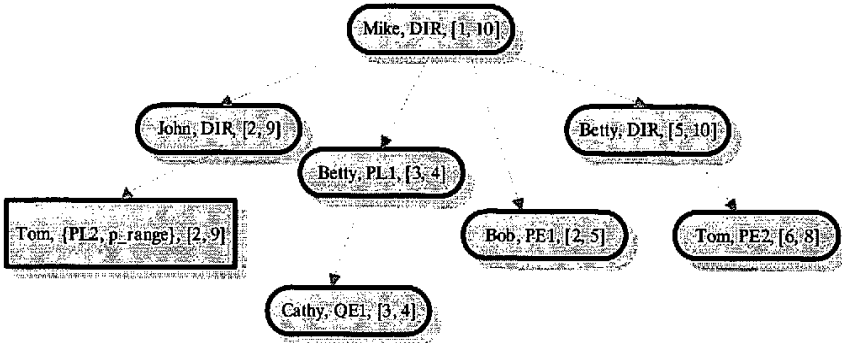 Mike, DIR, [1, 10]
John, DIR, [2, 9]
Betty, DIR, [5, 10]
Betty, PL1, [3, 4]
Tom, {PL2, p_range}, [2, 9]
Bob, PE1, [2, 5]
Tom, PE2, [6, 8]
Cathy, QE1, [3, 4]